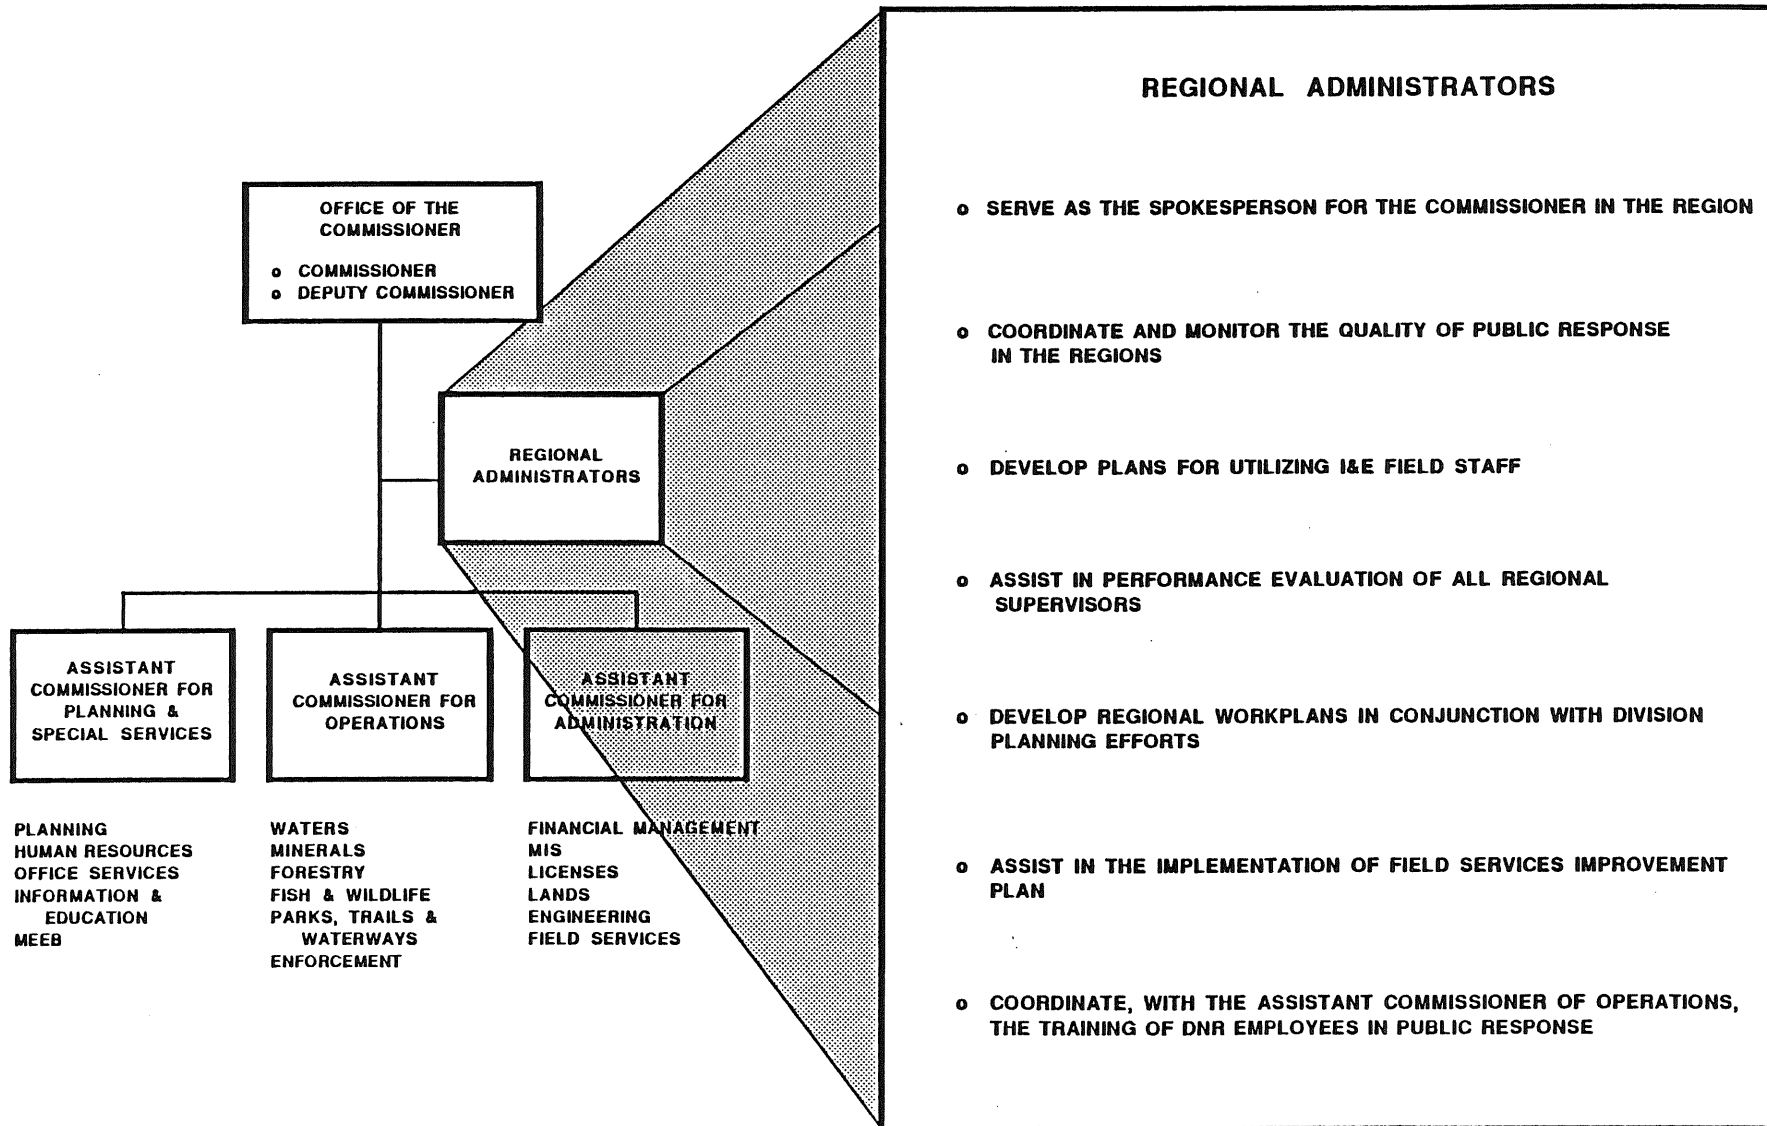 OFFICE OF THE
COMMISSIONER
o COMMISSIONER
o DEPUTY COMMISSIONER
REGIONAL
ADMINISTRATORS
ASSISTANT
COMMISSIONER FOR
PLANNING &
SPECIAL SERVICES
PLANNING
HUMAN RESOURCES
OFFICE SERVICES
INFORMATION &
EDUCATION
MEEB
ASSISTANT
COMMISSIONER FOR
OPERATIONS
WATERS
MINERALS
FORESTRY
FISH & WILDLIFE
PARKS, TRAILS &
WATERWAYS
ENFORCEMENT
ASSISTANT
COMMISSIONER FOR
ADMINISTRATION
FINANCIAL MANAGEMENT
MIS
LICENSES
LANDS
ENGINEERING
FIELD SERVICES
REGIONAL ADMINISTRATORS
o SERVE AS THE SPOKESPERSON FOR THE COMMISSIONER IN THE REGION
o COORDINATE AND MONITOR THE QUALITY OF PUBLIC RESPONSE
IN THE REGIONS
o DEVELOP PLANS FOR UTILIZING I&E FIELD STAFF
o ASSIST IN PERFORMANCE EVALUATION OF ALL REGIONAL
SUPERVISORS
o DEVELOP REGIONAL WORKPLANS IN CONJUNCTION WITH DIVISION
PLANNING EFFORTS
o ASSIST IN THE IMPLEMENTATION OF FIELD SERVICES IMPROVEMENT
PLAN
o COORDINATE, WITH THE ASSISTANT COMMISSIONER OF OPERATIONS,
THE TRAINING OF DNR EMPLOYEES IN PUBLIC RESPONSE